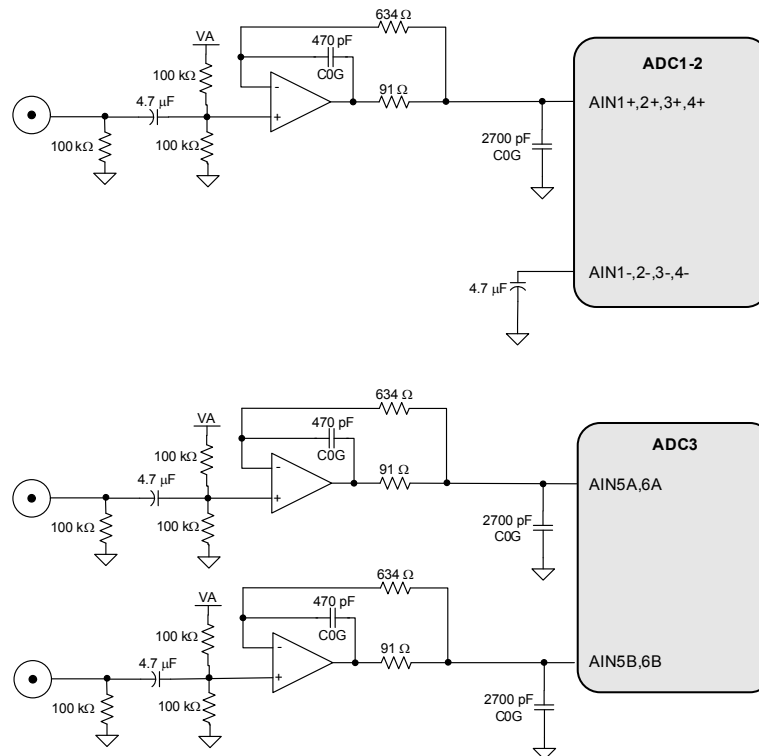 634 Ω
470 pF
C0G
VA
100 kΩ
4.7 µF
100 kΩ
100 kΩ
-
+
91 Ω
2700 pF
C0G
ADC1-2
AIN1+,2+,3+,4+
AIN1-,2-,3-,4-
4.7 µF
634 Ω
470 pF
C0G
VA
100 kΩ
4.7 µF
100 kΩ
100 kΩ
-
+
91 Ω
2700 pF
C0G
ADC3
AIN5A,6A
634 Ω
470 pF
C0G
VA
100 kΩ
4.7 µF
100 kΩ
100 kΩ
-
+
91 Ω
2700 pF
C0G
AIN5B,6B